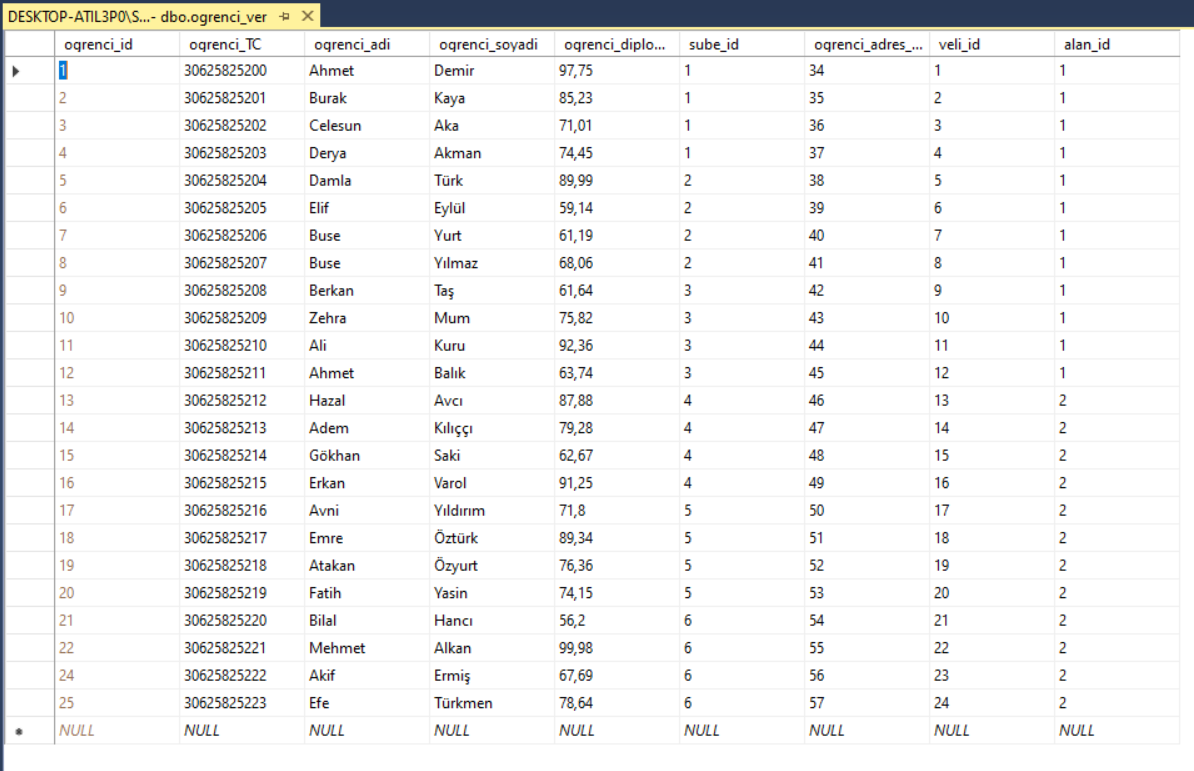 DESKTOP-ATIL3P0\S...- dbo.ogrenci_ver
ogrenci_id ogrenci_TC ogrenci_adi ogrenci_soyadi ogrenci_diplo... sube_id ogrenci_adres_... veli_id alan_id
1 30625825200 Ahmet Demir 97,75 1 34 1 1
2 30625825201 Burak Kaya 85,23 1 35 2 1
3 30625825202 Celesun Aka 71,01 1 36 3 1
4 30625825203 Derya Akman 74,45 1 37 4 1
5 30625825204 Damla Türk 89,99 2 38 5 1
6 30625825205 Elif Eylül 59,14 2 39 6 1
7 30625825206 Buse Yurt 61,19 2 40 7 1
8 30625825207 Buse Yılmaz 68,06 2 41 8 1
9 30625825208 Berkan Taş 61,64 3 42 9 1
10 30625825209 Zehra Mum 75,82 3 43 10 1
11 30625825210 Ali Kuru 92,36 3 44 11 1
12 30625825211 Ahmet Balık 63,74 3 45 12 1
13 30625825212 Hazal Avcı 87,88 4 46 13 2
14 30625825213 Adem Kılıççı 79,28 4 47 14 2
15 30625825214 Gökhan Saki 62,67 4 48 15 2
16 30625825215 Erkan Varol 91,25 4 49 16 2
17 30625825216 Avni Yıldırım 71,8 5 50 17 2
18 30625825217 Emre Öztürk 89,34 5 51 18 2
19 30625825218 Atakan Özyurt 76,36 5 52 19 2
20 30625825219 Fatih Yasin 74,15 5 53 20 2
21 30625825220 Bilal Hancı 56,2 6 54 21 2
22 30625825221 Mehmet Alkan 99,98 6 55 22 2
24 30625825222 Akif Ermiş 67,69 6 56 23 2
25 30625825223 Efe Türkmen 78,64 6 57 24 2
NULL NULL NULL NULL NULL NULL NULL NULL NULL